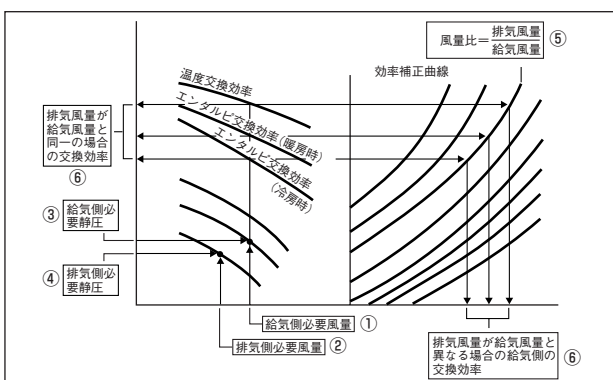 風量比＝排気風量／給気風量 ⑤
効率補正曲線
温度交換効率
エンタルピ交換効率(暖房時)
エンタルピ交換効率
(冷房時)
排気風量が
給気風量と
同一の場合
の交換効率
⑥
③ 給気側必
要静圧
④ 排気側必
要静圧
給気側必要風量 ①
排気側必要風量 ②
排気風量が給気風量と
異なる場合の給気側の
交換効率
⑥